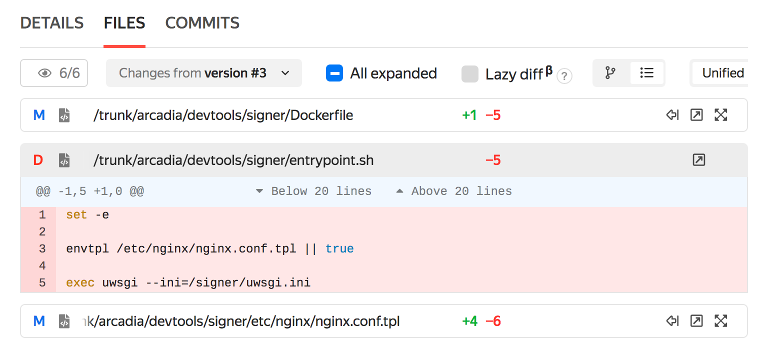 DETAILS FILES COMMITS
6/6 Changes from version #3 All expanded Lazy diff β ? Unified
M /trunk/arcadia/devtools/signer/Dockerfile +1 −5
D /trunk/arcadia/devtools/signer/entrypoint.sh −5
@@ -1,5 +1,0 @@ Below 20 lines Above 20 lines
1 set -e
2
3 envtpl /etc/nginx/nginx.conf.tpl || true
4
5 exec uwsgi --ini=/signer/uwsgi.ini
M k/arcadia/devtools/signer/etc/nginx/nginx.conf.tpl +4 −6